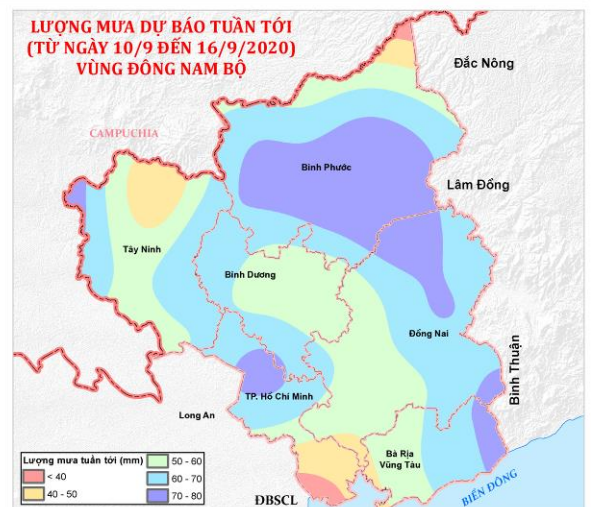 LƯỢNG MƯA DỰ BÁO TUẦN TỚI
(TỪ NGÀY 10/9 ĐẾN 16/9/2020)
VÙNG ĐÔNG NAM BỘ
Đắc Nông
CAMPUCHIA
Bình Phước
Lâm Đồng
Tây Ninh
Bình Dương
Đồng Nai
Bình Thuận
TP. Hồ Chí Minh
Long An
Bà Rịa
Vũng Tàu
Lượng mưa tuần tới (mm)
< 40
40 - 50
50 - 60
60 - 70
70 - 80
ĐBSCL
BIỂN ĐÔNG